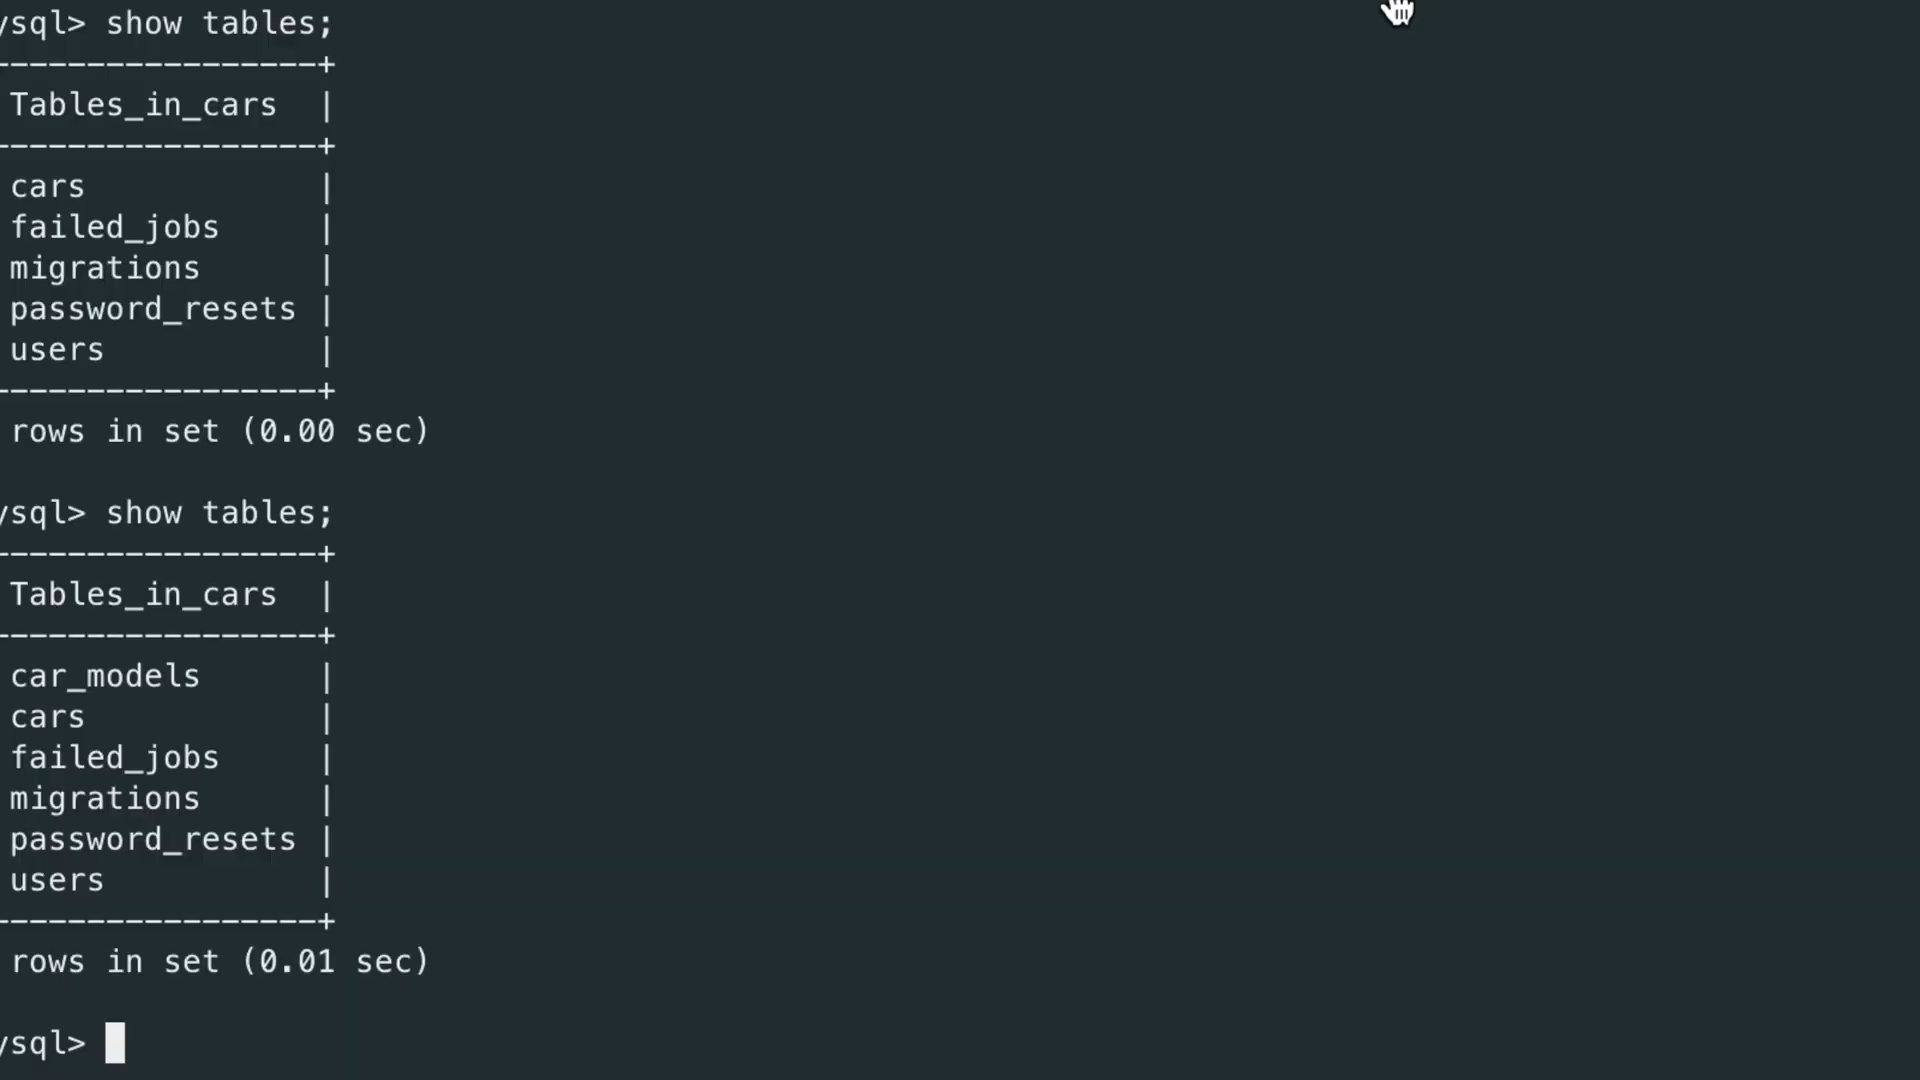 ysql> show tables;
----------------+
Tables_in_cars  |
----------------+
cars            |
failed_jobs     |
migrations      |
password_resets |
users           |
----------------+
rows in set (0.00 sec)
ysql> show tables;
----------------+
Tables_in_cars  |
----------------+
car_models      |
cars            |
failed_jobs     |
migrations      |
password_resets |
users           |
----------------+
rows in set (0.01 sec)
ysql>